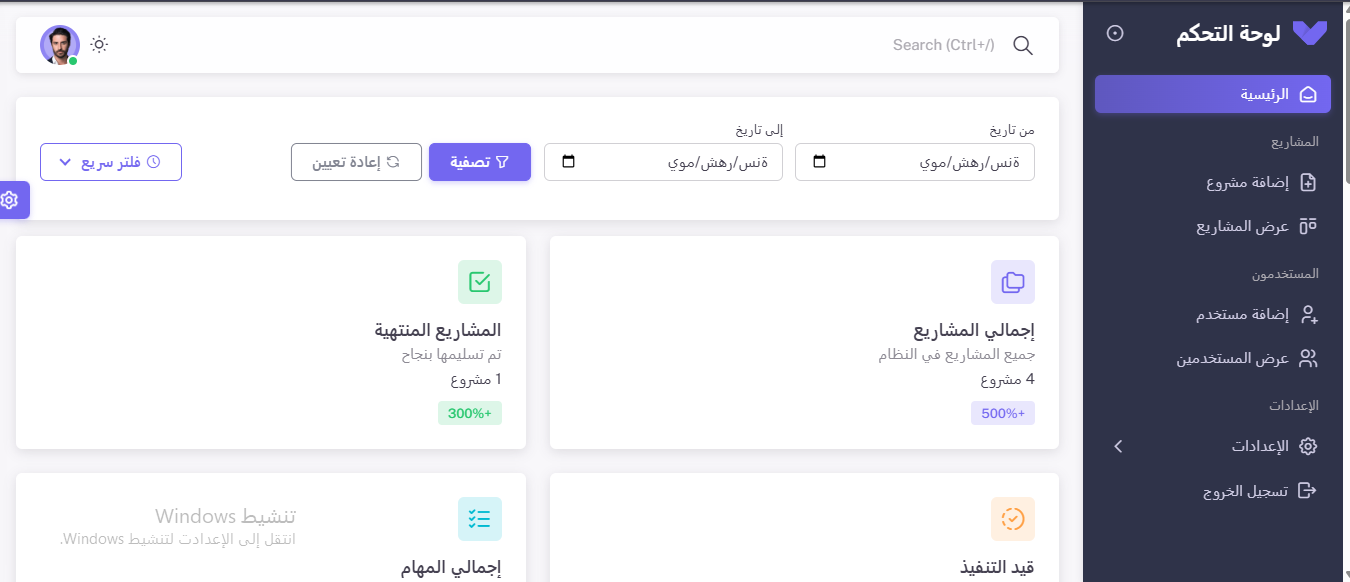 لوحة التحكم
الرئيسية
المشاريع
إضافة مشروع
عرض المشاريع
المستخدمون
إضافة مستخدم
عرض المستخدمين
الإعدادات
الإعدادات
تسجيل الخروج
Search (Ctrl+/)
من تاريخ
ةنس/رهش/موي
إلى تاريخ
ةنس/رهش/موي
تصفية
إعادة تعيين
فلتر سريع
إجمالي المشاريع
جميع المشاريع في النظام
4 مشروع
+500%
المشاريع المنتهية
تم تسليمها بنجاح
1 مشروع
+300%
قيد التنفيذ
إجمالي المهام
تنشيط Windows
انتقل إلى الإعدادت لتنشيط Windows.